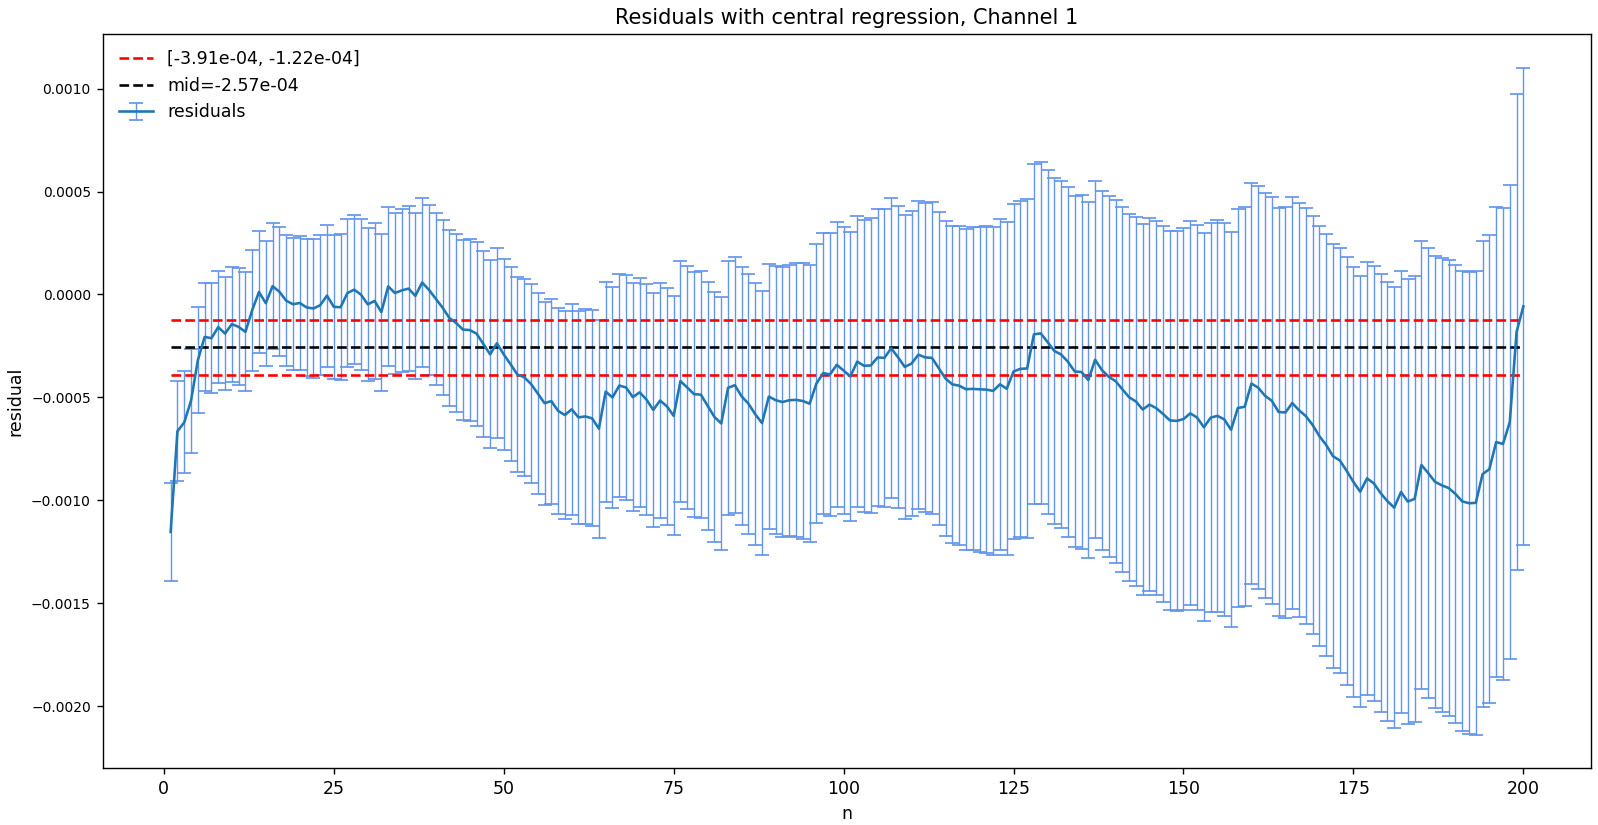 Residuals with central regression, Channel 1
[-3.91e-04, -1.22e-04]
mid=-2.57e-04
residuals
0.0010
0.0005
0.0000
−0.0005
−0.0010
−0.0015
−0.0020
residual
0 25 50 75 100 125 150 175 200
n